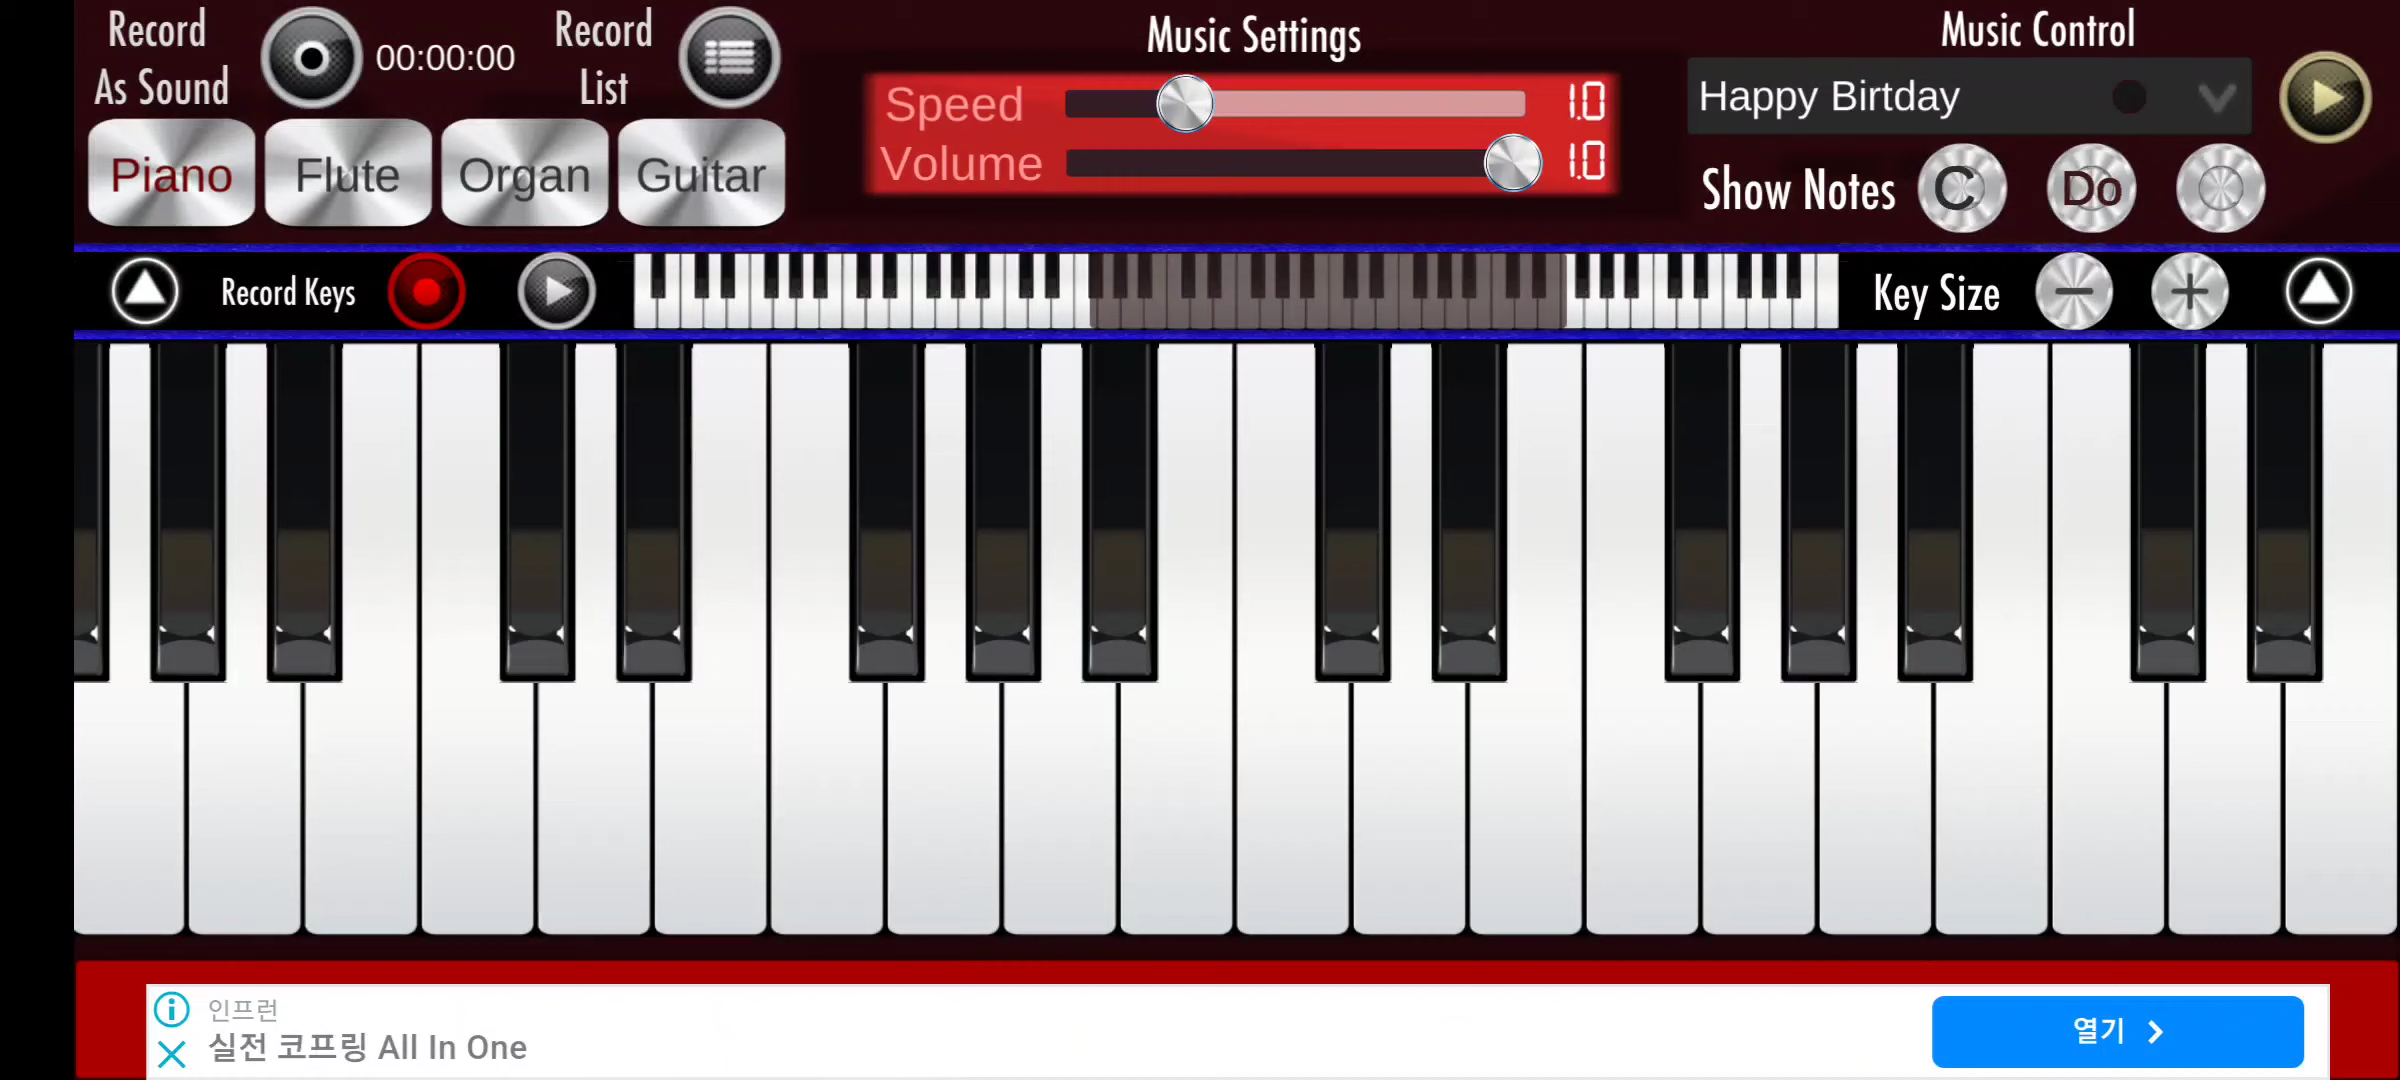 Record
As Sound
00:00:00
Record
List
Music Settings
Music Control
Speed
1.0
Volume
1.0
Happy Birtday
Piano
Flute
Organ
Guitar
Show Notes
C
Do
Record Keys
Key Size
인프런
실전 코프링 All In One
열기